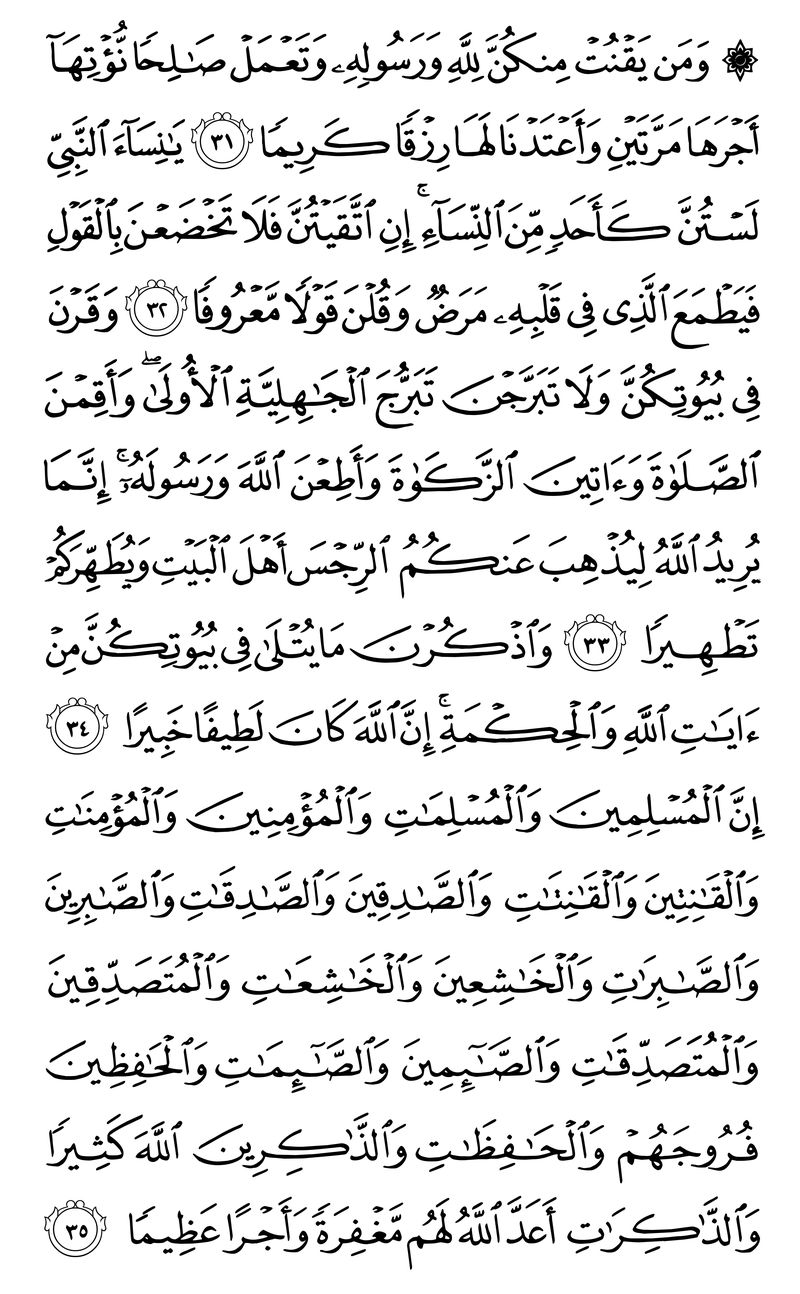 ۞ وَمَن يَقْنُتْ مِنكُنَّ لِلَّهِ وَرَسُولِهِۦ وَتَعْمَلْ صَـٰلِحًا نُّؤْتِهَآ
أَجْرَهَا مَرَّتَيْنِ وَأَعْتَدْنَا لَهَا رِزْقًا كَرِيمًا ٣١ يَـٰنِسَآءَ ٱلنَّبِىِّ
لَسْتُنَّ كَأَحَدٍ مِّنَ ٱلنِّسَآءِ ۚ إِنِ ٱتَّقَيْتُنَّ فَلَا تَخْضَعْنَ بِٱلْقَوْلِ
فَيَطْمَعَ ٱلَّذِى فِى قَلْبِهِۦ مَرَضٌ وَقُلْنَ قَوْلًا مَّعْرُوفًا ٣٢ وَقَرْنَ
فِى بُيُوتِكُنَّ وَلَا تَبَرَّجْنَ تَبَرُّجَ ٱلْجَـٰهِلِيَّةِ ٱلْأُولَىٰ ۖ وَأَقِمْنَ
ٱلصَّلَوٰةَ وَءَاتِينَ ٱلزَّكَوٰةَ وَأَطِعْنَ ٱللَّهَ وَرَسُولَهُۥٓ ۚ إِنَّمَا
يُرِيدُ ٱللَّهُ لِيُذْهِبَ عَنكُمُ ٱلرِّجْسَ أَهْلَ ٱلْبَيْتِ وَيُطَهِّرَكُمْ
تَطْهِيرًا ٣٣ وَٱذْكُرْنَ مَا يُتْلَىٰ فِى بُيُوتِكُنَّ مِنْ
ءَايَـٰتِ ٱللَّهِ وَٱلْحِكْمَةِ ۚ إِنَّ ٱللَّهَ كَانَ لَطِيفًا خَبِيرًا ٣٤
إِنَّ ٱلْمُسْلِمِينَ وَٱلْمُسْلِمَـٰتِ وَٱلْمُؤْمِنِينَ وَٱلْمُؤْمِنَـٰتِ
وَٱلْقَـٰنِتِينَ وَٱلْقَـٰنِتَـٰتِ وَٱلصَّـٰدِقِينَ وَٱلصَّـٰدِقَـٰتِ وَٱلصَّـٰبِرِينَ
وَٱلصَّـٰبِرَٰتِ وَٱلْخَـٰشِعِينَ وَٱلْخَـٰشِعَـٰتِ وَٱلْمُتَصَدِّقِينَ
وَٱلْمُتَصَدِّقَـٰتِ وَٱلصَّـٰٓئِمِينَ وَٱلصَّـٰٓئِمَـٰتِ وَٱلْحَـٰفِظِينَ
فُرُوجَهُمْ وَٱلْحَـٰفِظَـٰتِ وَٱلذَّٰكِرِينَ ٱللَّهَ كَثِيرًا
وَٱلذَّٰكِرَٰتِ أَعَدَّ ٱللَّهُ لَهُم مَّغْفِرَةً وَأَجْرًا عَظِيمًا ٣٥